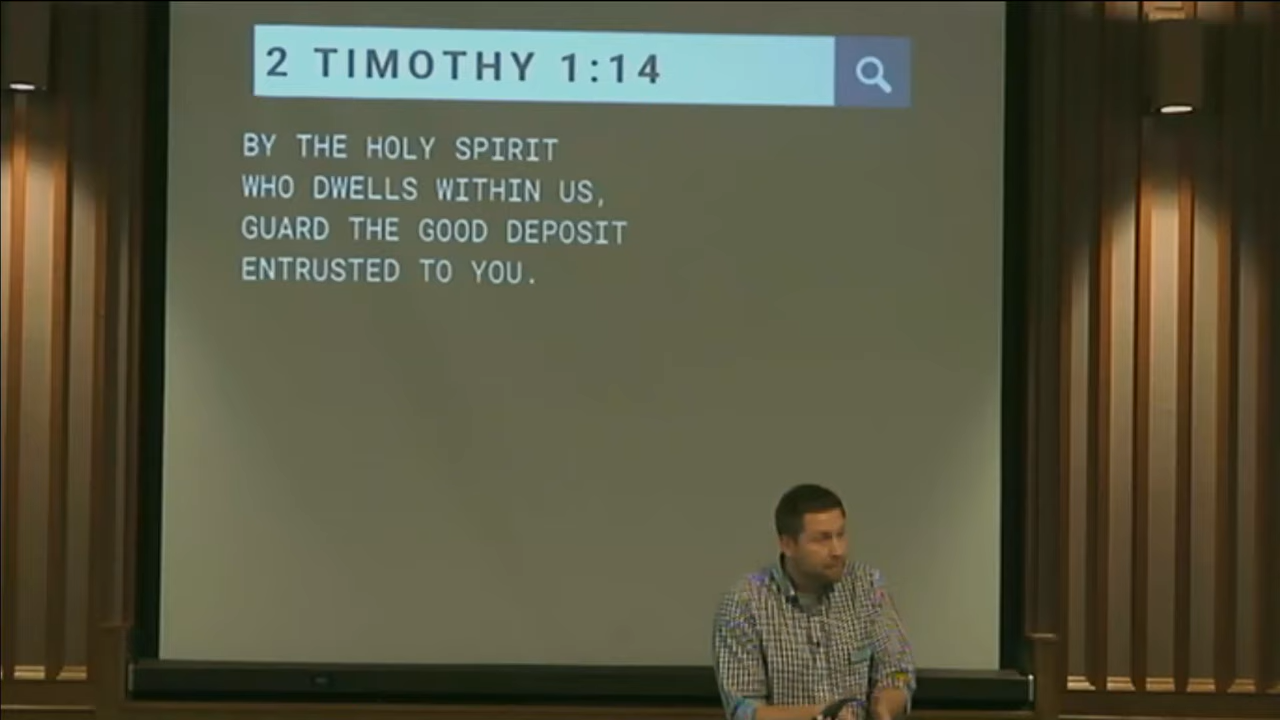 2 TIMOTHY 1:14
BY THE HOLY SPIRIT
WHO DWELLS WITHIN US,
GUARD THE GOOD DEPOSIT
ENTRUSTED TO YOU.